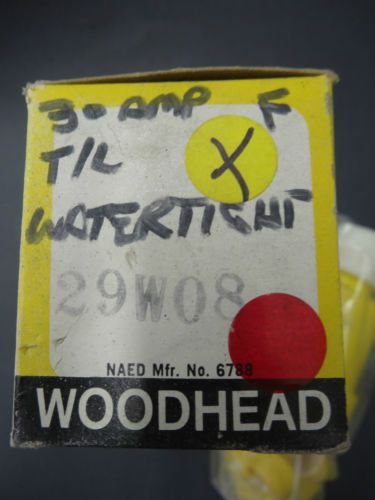 30 AMP F
T/L X
WATERTIGHT
29W08
NAED Mfr. No. 6788
WOODHEAD